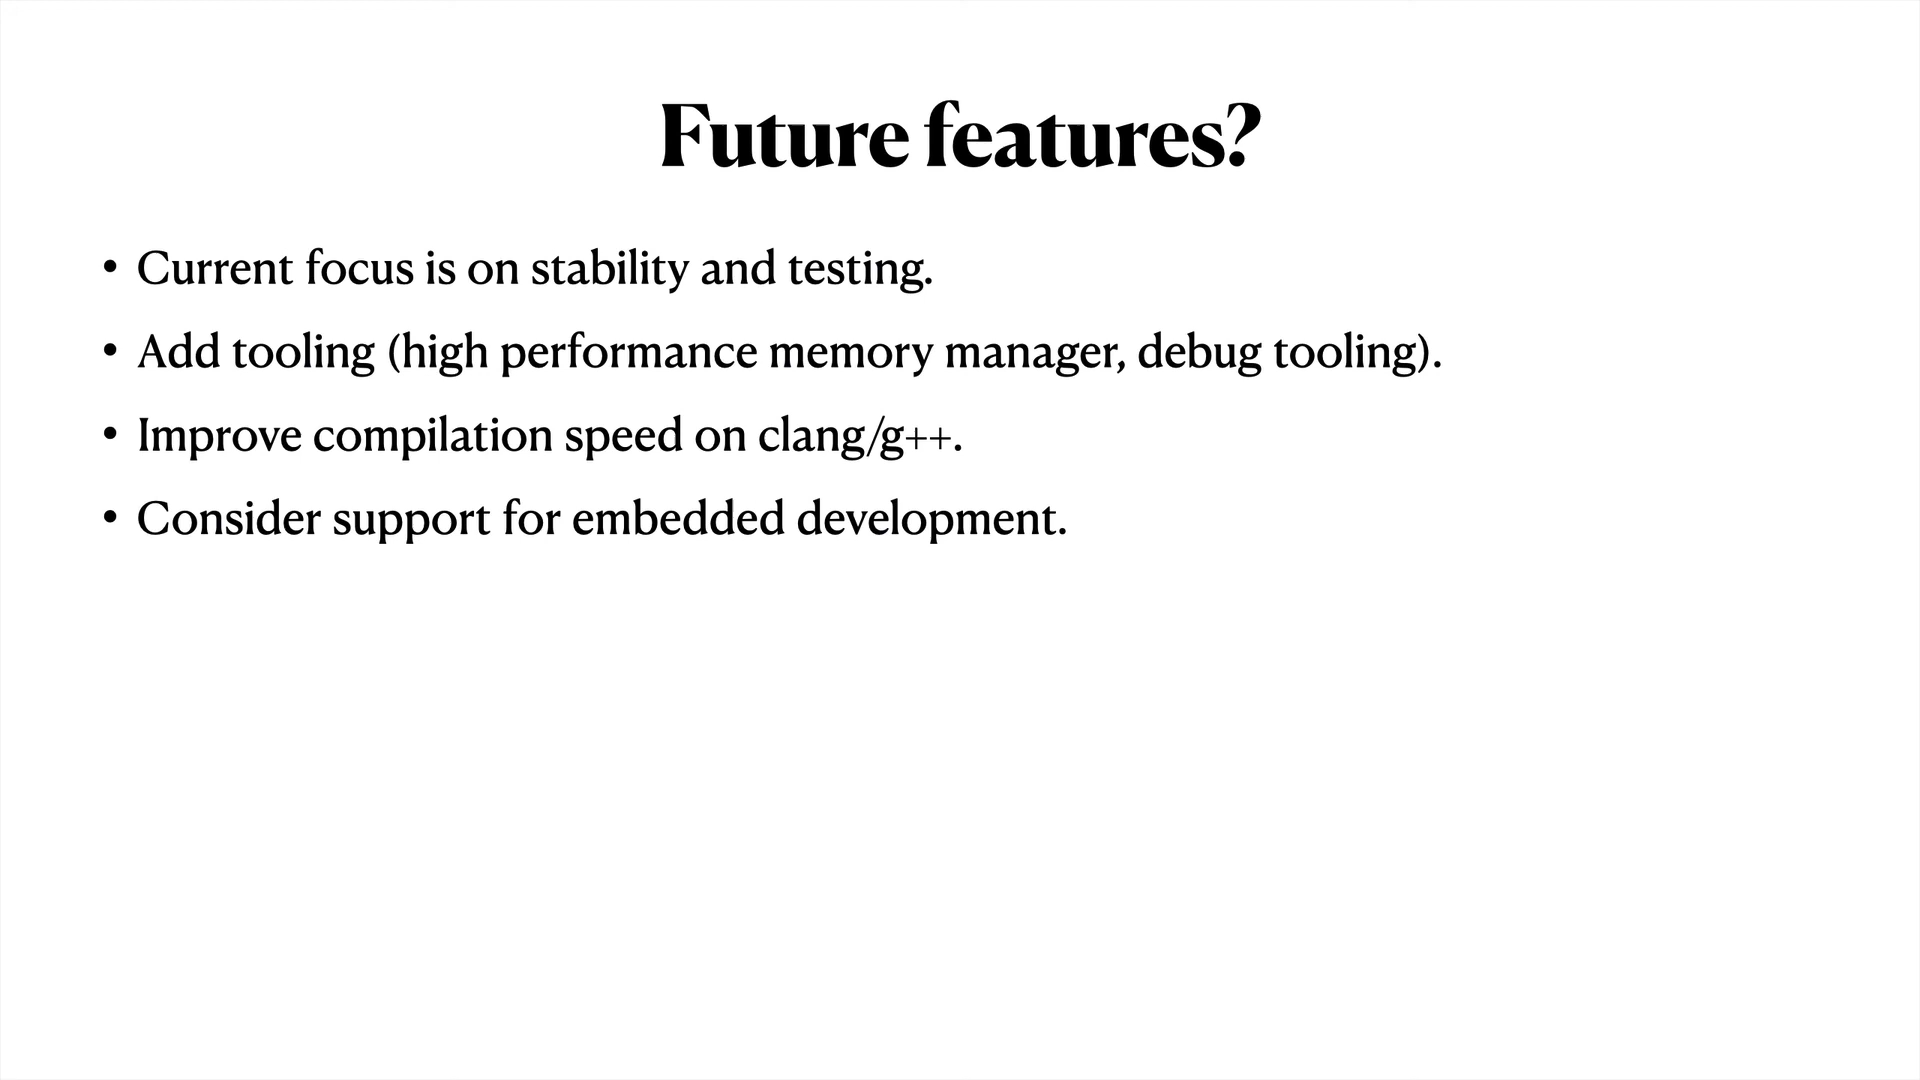 Future features?
• Current focus is on stability and testing.
• Add tooling (high performance memory manager, debug tooling).
• Improve compilation speed on clang/g++.
• Consider support for embedded development.